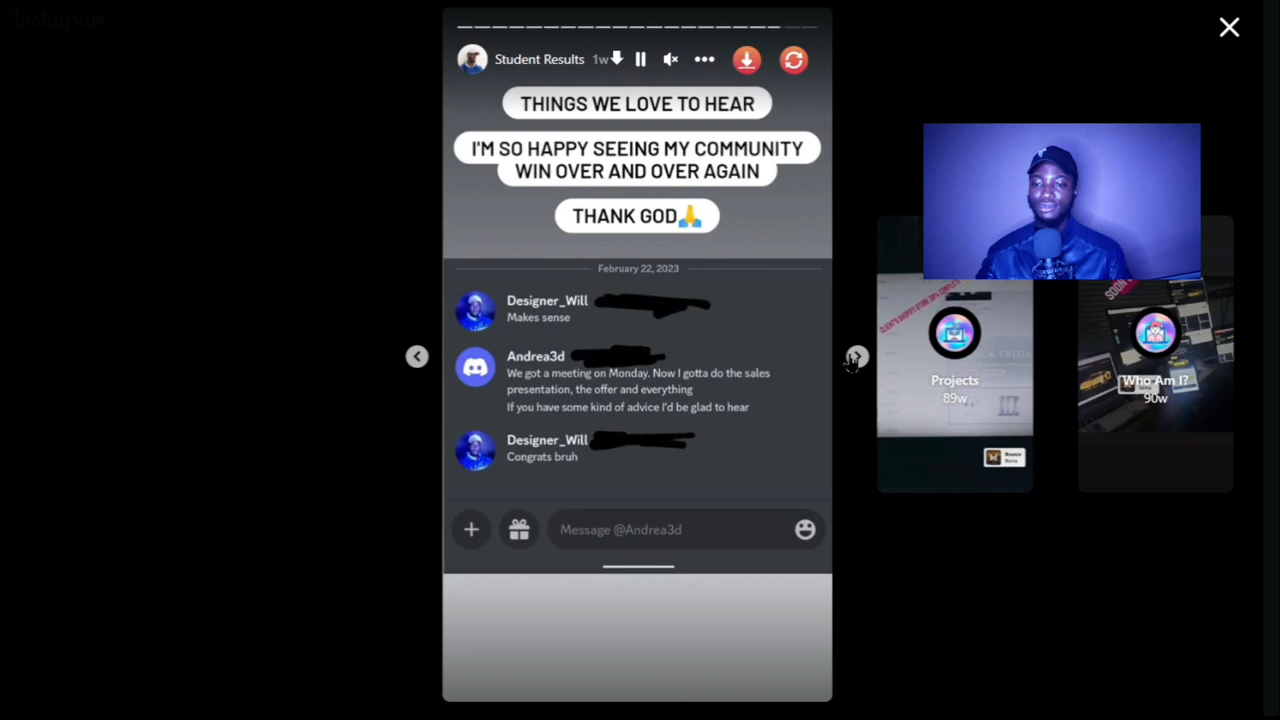 Instagram
Student Results 1w
THINGS WE LOVE TO HEAR
I'M SO HAPPY SEEING MY COMMUNITY
WIN OVER AND OVER AGAIN
THANK GOD🙏
February 22, 2023
Designer_Will
Makes sense
Andrea3d
We got a meeting on Monday. Now I gotta do the sales
presentation, the offer and everything
If you have some kind of advice I'd be glad to hear
Designer_Will
Congrats bruh
Message @Andrea3d
Projects
89w
Who Am I?
90w
SOON